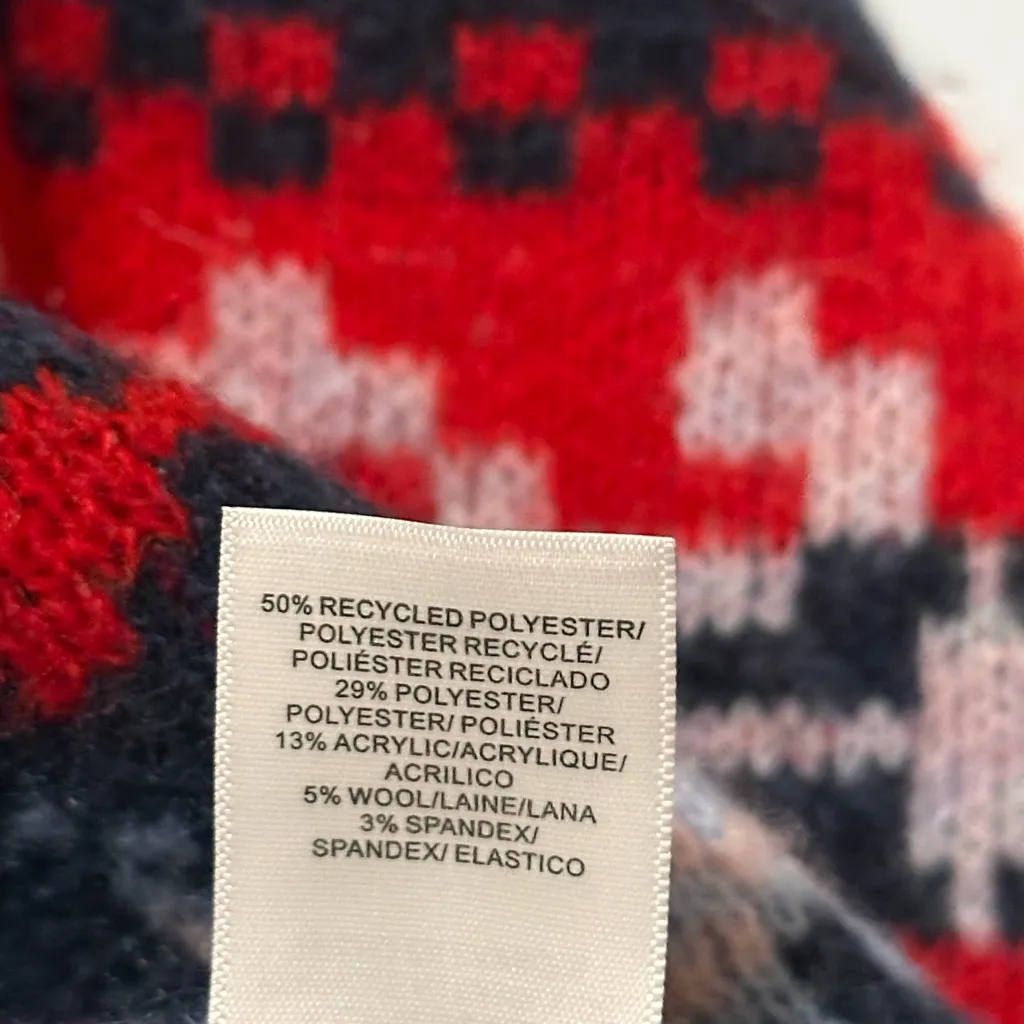 50% RECYCLED POLYESTER/
POLYESTER RECYCLÉ/
POLIÉSTER RECICLADO
29% POLYESTER/
POLYESTER/ POLIÉSTER
13% ACRYLIC/ACRYLIQUE/
ACRILICO
5% WOOL/LAINE/LANA
3% SPANDEX/
SPANDEX/ ELASTICO